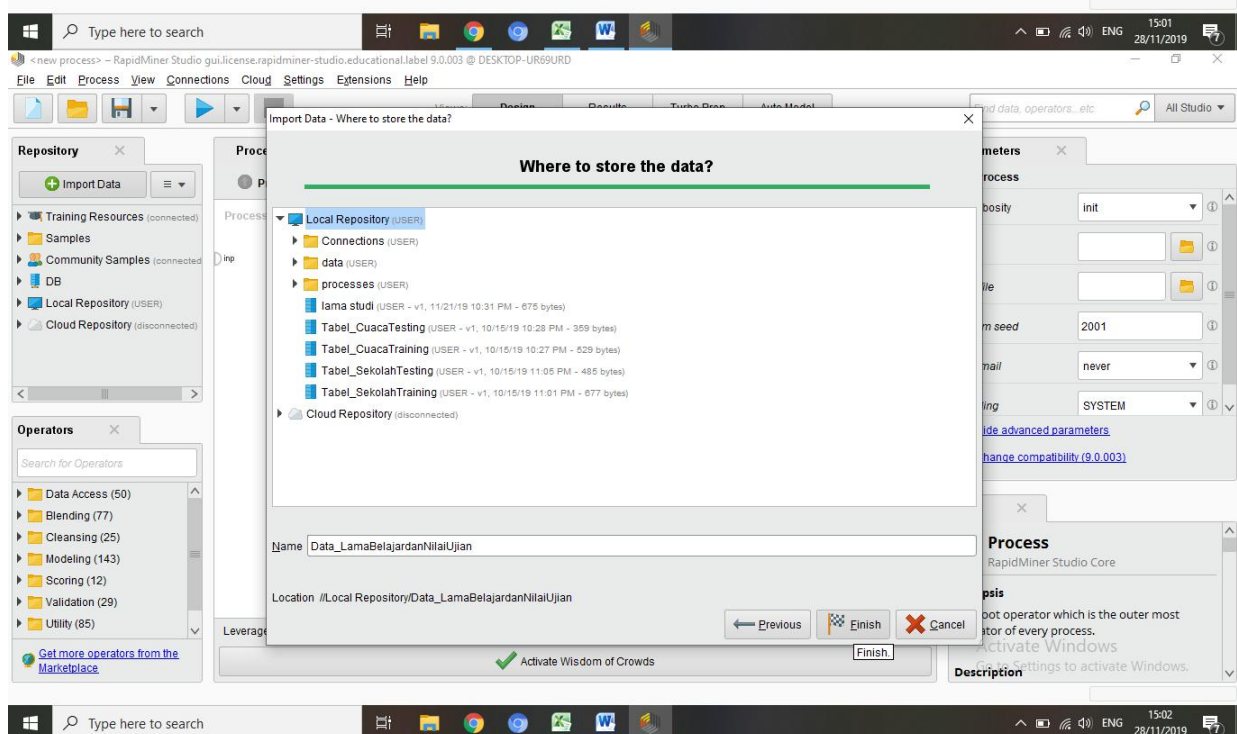 Type here to search
ENG
15:01
28/11/2019
<new process> – RapidMiner Studio gui.license.rapidminer-studio.educational.label 9.0.003 @ DESKTOP-UR69URD
File Edit Process View Connections Cloud Settings Extensions Help
Find data, operators...etc
All Studio
Import Data - Where to store the data?
Where to store the data?
Repository
Import Data
Training Resources (connected)
Samples
Community Samples (connected
DB
Local Repository (USER)
Cloud Repository (disconnected)
Operators
Search for Operators
Data Access (50)
Blending (77)
Cleansing (25)
Modeling (143)
Scoring (12)
Validation (29)
Utility (85)
Get more operators from the
Marketplace
Proce
Process
inp
Leverage
Local Repository (USER)
Connections (USER)
data (USER)
processes (USER)
lama studi (USER - v1, 11/21/19 10:31 PM - 675 bytes)
Tabel_CuacaTesting (USER - v1, 10/15/19 10:28 PM - 359 bytes)
Tabel_CuacaTraining (USER - v1, 10/15/19 10:27 PM - 529 bytes)
Tabel_SekolahTesting (USER - v1, 10/15/19 11:05 PM - 485 bytes)
Tabel_SekolahTraining (USER - v1, 10/15/19 11:01 PM - 677 bytes)
Cloud Repository (disconnected)
Name Data_LamaBelajardanNilaiUjian
Location //Local Repository/Data_LamaBelajardanNilaiUjian
Previous Finish Cancel
Finish.
Activate Wisdom of Crowds
meters
rocess
bosity init
ile
m seed 2001
mail never
ling SYSTEM
ide advanced parameters
hange compatibility (9.0.003)
Process
RapidMiner Studio Core
psis
oot operator which is the outer most
ator of every process.
Description
Activate Windows
Go to Settings to activate Windows.
Type here to search
ENG
15:02
28/11/2019